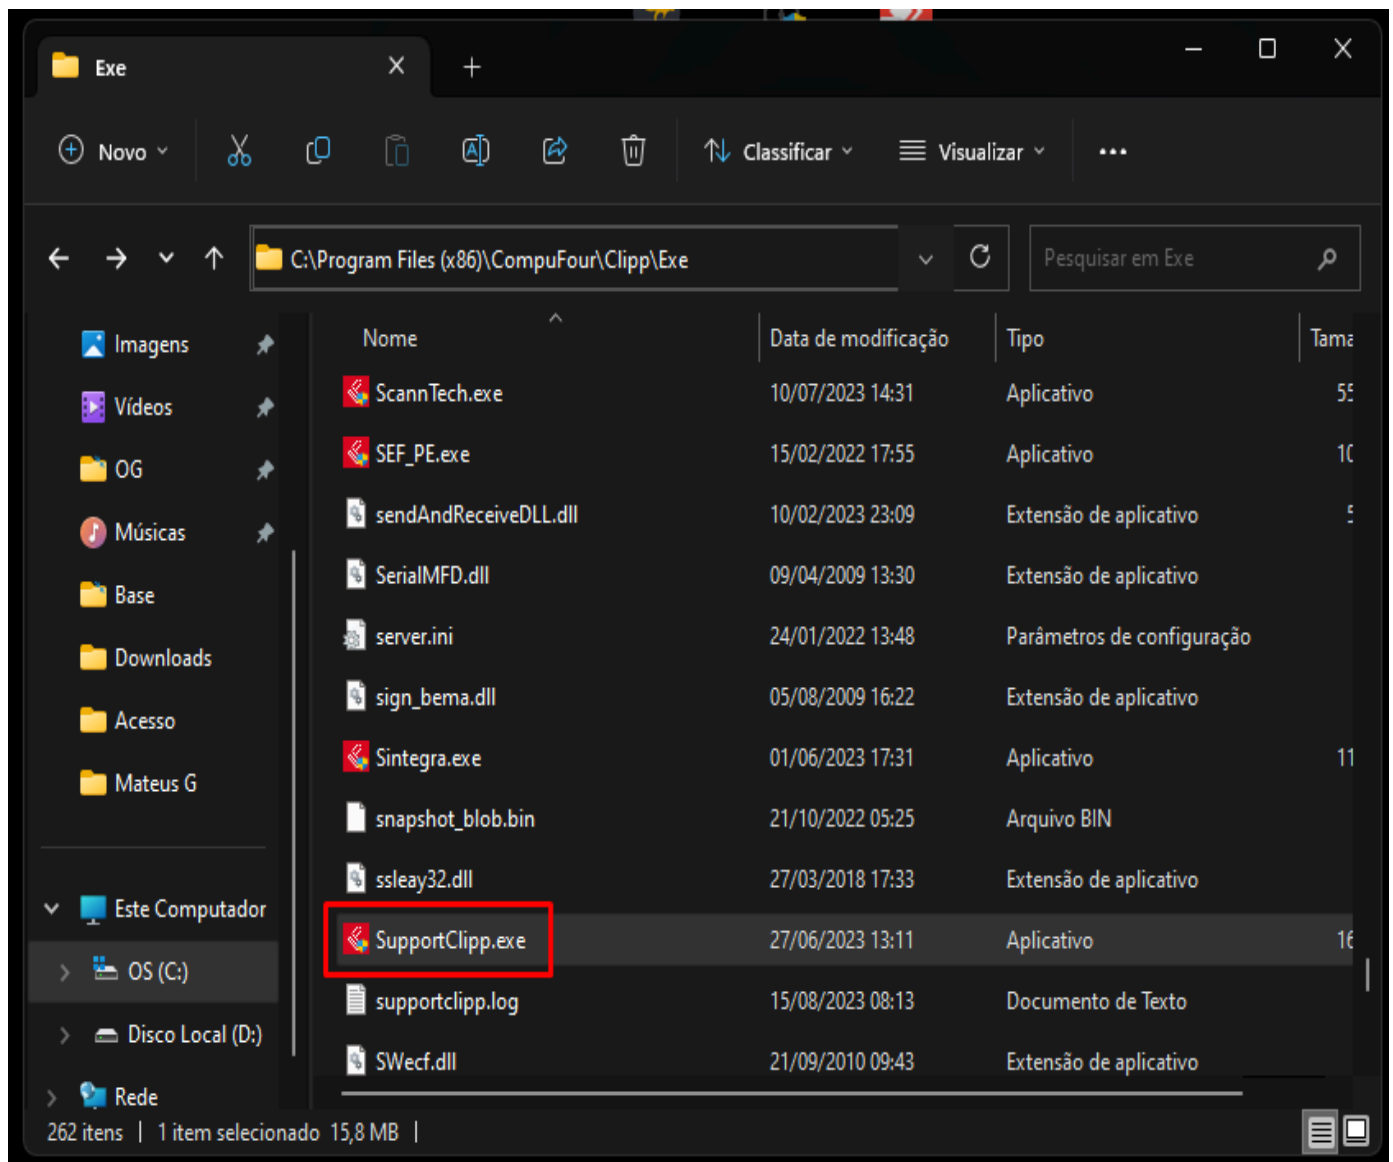 Exe
Novo
Classificar
Visualizar
C:\Program Files (x86)\CompuFour\Clipp\Exe
Pesquisar em Exe
Imagens
Vídeos
OG
Músicas
Base
Downloads
Acesso
Mateus G
Este Computador
OS (C:)
Disco Local (D:)
Rede
Nome Data de modificação Tipo Tama
ScannTech.exe 10/07/2023 14:31 Aplicativo 55
SEF_PE.exe 15/02/2022 17:55 Aplicativo 10
sendAndReceiveDLL.dll 10/02/2023 23:09 Extensão de aplicativo 5
SerialMFD.dll 09/04/2009 13:30 Extensão de aplicativo
server.ini 24/01/2022 13:48 Parâmetros de configuração
sign_bema.dll 05/08/2009 16:22 Extensão de aplicativo
Sintegra.exe 01/06/2023 17:31 Aplicativo 11
snapshot_blob.bin 21/10/2022 05:25 Arquivo BIN
ssleay32.dll 27/03/2018 17:33 Extensão de aplicativo
SupportClipp.exe 27/06/2023 13:11 Aplicativo 16
supportclipp.log 15/08/2023 08:13 Documento de Texto
SWecf.dll 21/09/2010 09:43 Extensão de aplicativo
262 itens | 1 item selecionado 15,8 MB |